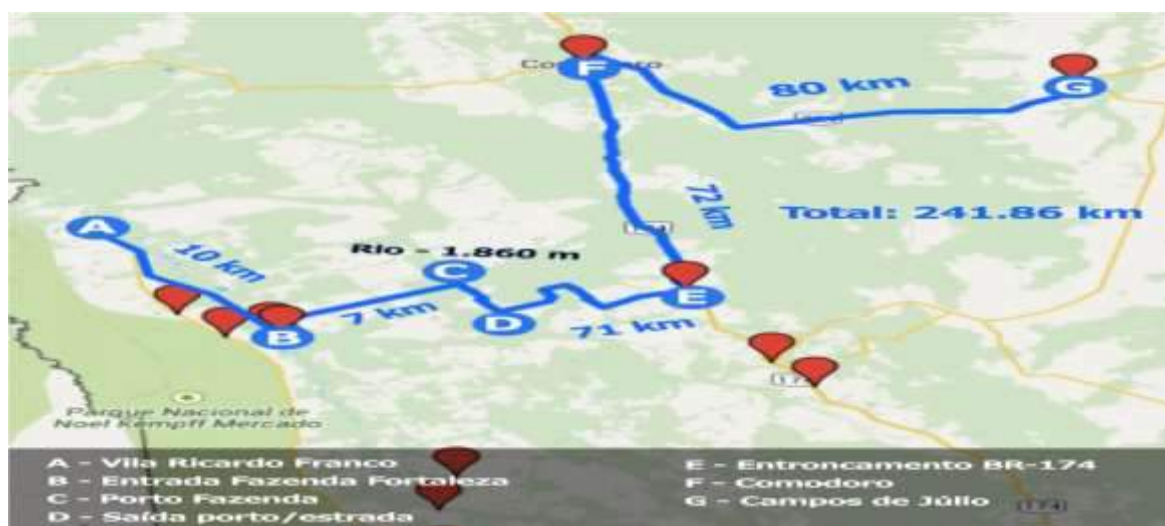 F
G
80 km
A
72 km
Total: 241.86 km
10 km
Rio - 1.860 m
C
7 km
D
E
B
71 km
Parque Nacional de
Noel Kempff Mercado
A - Vila Ricardo Franco
B - Entrada Fazenda Fortaleza
C - Porto Fazenda
D - Saída porto/estrada
E - Entroncamento BR-174
F - Comodoro
G - Campos de Júlio
174